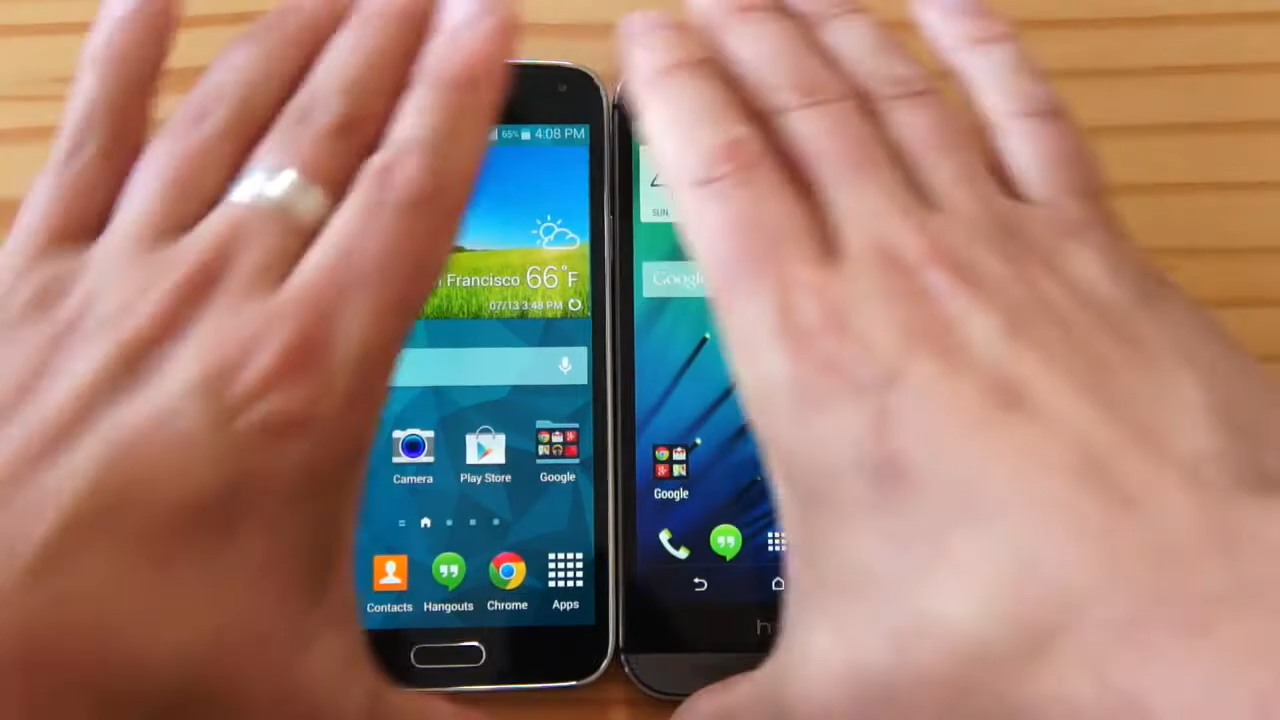 65% 4:08 PM
SUN
Francisco 66°F
07/13 3:48 PM
Google
Camera
Play Store
Google
Google
Contacts
Hangouts
Chrome
Apps